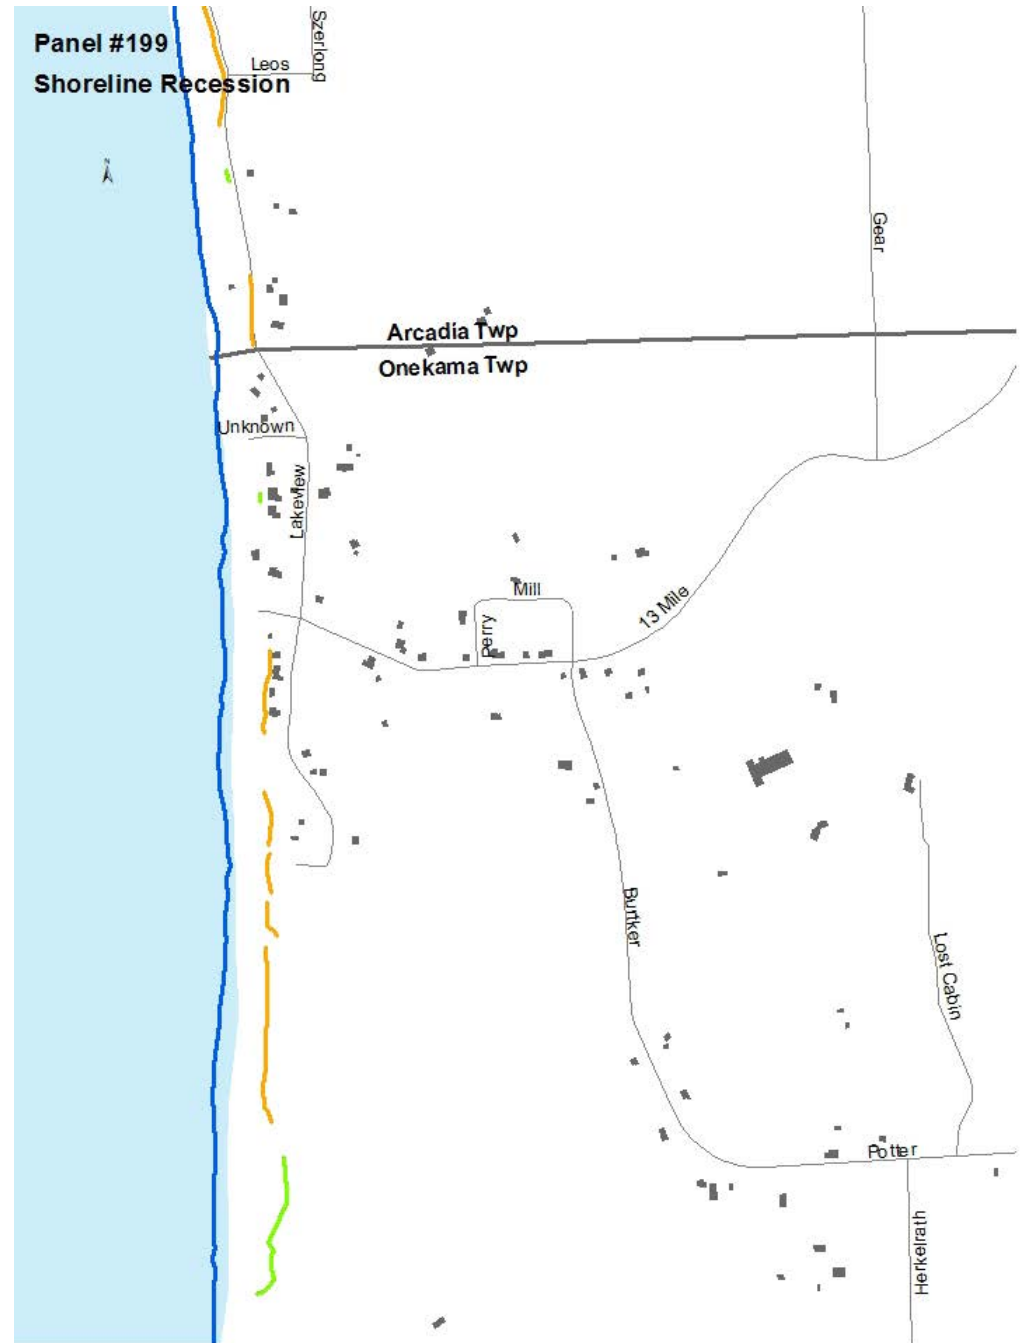 Panel #199
Shoreline Recession
Szerlong
Leos
N
Gear
Arcadia Twp
Onekama Twp
Unknown
Lakeview
Mill
Perry
13 Mile
Burtker
Lost Cabin
Potter
Herkelrath